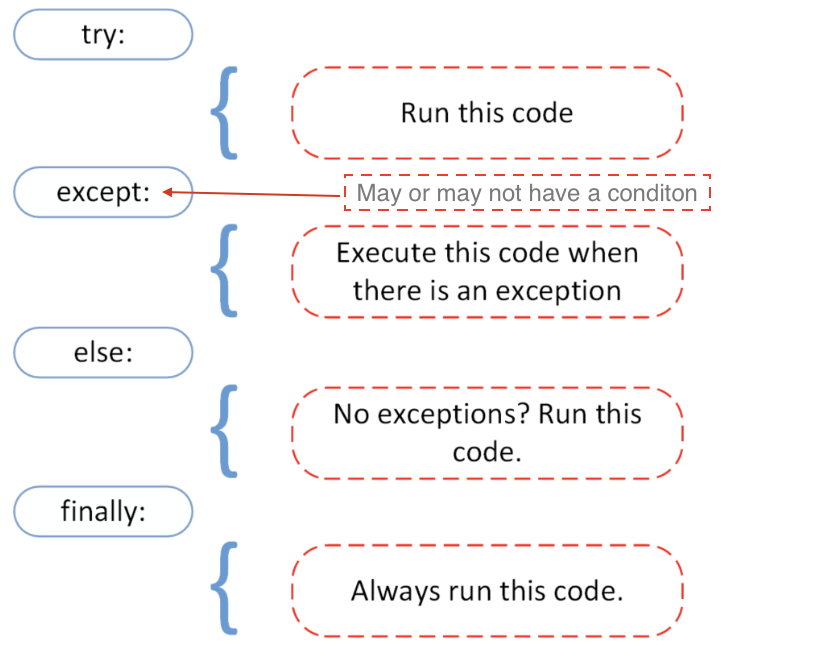 try:
Run this code
except:
May or may not have a conditon
Execute this code when
there is an exception
else:
No exceptions? Run this
code.
finally:
Always run this code.